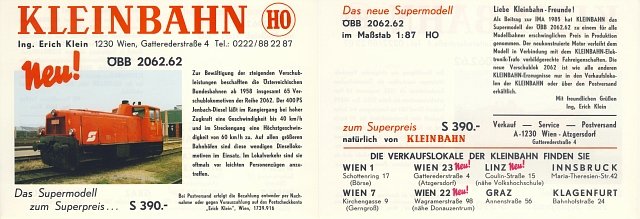 KLEINBAHN HO
Ing. Erich Klein 1230 Wien, Gatterederstraße 4 Tel.: 0222/88 22 87
Neu!
ÖBB 2062.62
Zur Bewältigung der steigenden Verschub-
leistungen beschaffte die Österreichischen
Bundesbahnen ab 1958 insgesamt 65 Ver-
schublokomotiven der Reihe 2062. Der 400 PS
Jenbach-Diesel läßt im Rangiergang bei hoher
Zugkraft eine Geschwindigkeit bis 40 km/h
und im Streckengang eine Höchstgeschwin-
digkeit von 60 km/h zu. Auf allen größeren
Bahnhöfen sind diese wendigen Diesellоko-
motiven im Einsatz. Im Lokalverkehr sind sie
oftmals vor leichten Personenzügen anzu-
treffen.
Das Supermodell
zum Superpreis... S 390.-
Bei Postversand erfolgt die Bezahlung entweder per Nach-
nahme oder gegen Vorauszahlung auf das Postscheckkonto
„Erich Klein“, Wien, 1739.916
Das neue Supermodell
ÖBB 2062.62
im Maßstab 1:87 HO
zum Superpreis S 390.-
natürlich von KLEINBAHN
Liebe Kleinbahn-Freunde!
Als Beitrag zur IMA 1985 hat KLEINBAHN das
Supermodell der ÖBB 2062.62 zu einem für alle
Modellbahner erschwinglichen Preis in Produktion
genommen. Der neukonstruierte Motor verleiht dem
Modell in Verbindung mit dem KLEINBAHN-Elek-
tronik-Trafo vorbildgerechte Fahreigenschaften. Die
neue Verschublok 2062 ist wie alle anderen
KLEINBAHN-Erzeugnisse nur in den Verkaufsloka-
len der KLEINBAHN oder über den Postversand
erhältlich.
Mit freundlichen Grüßen
Ing. Erich Klein
Verkauf — Service — Postversand
A-1230 Wien - Atzgersdorf
Gatterederstraße 4
DIE VERKAUFSLOKALE DER KLEINBAHN FINDEN SIE
WIEN 1
Schottenring 17
(Börse)
WIEN 23 Neu!
Gatterederstraße 4
(Atzgersdorf)
LINZ Neu!
Coulin-Straße 15
(nähe Volkshochschule)
INNSBRUCK
Maria-Theresien-Str. 42
WIEN 7
Kirchengasse 9
(Gerngroß)
WIEN 22 Neu!
Wagramerstraße 98
(nähe Donauzentrum)
GRAZ
Annenstraße 56
KLAGENFURT
Bahnhofstraße 24